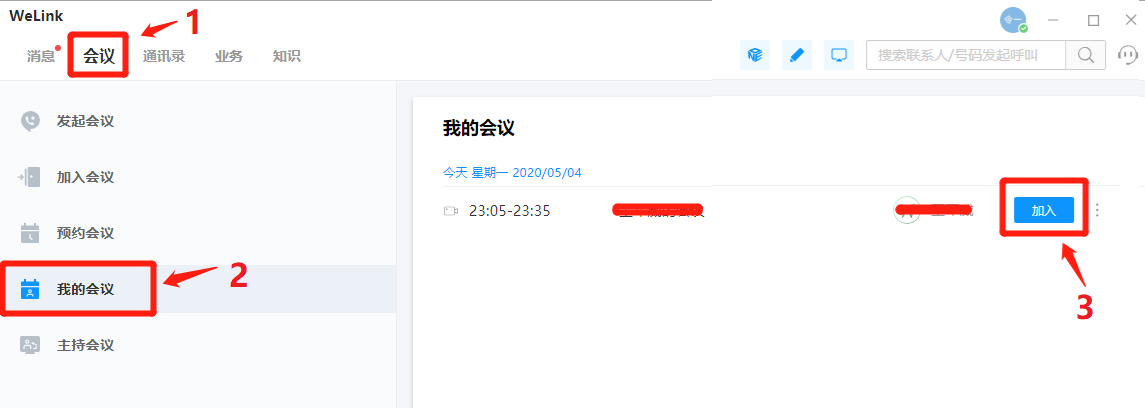 WeLink
1
消息
会议
通讯录
业务
知识
搜索联系人/号码发起呼叫
发起会议
加入会议
预约会议
我的会议
2
主持会议
我的会议
今天 星期一 2020/05/04
23:05-23:35
加入
3